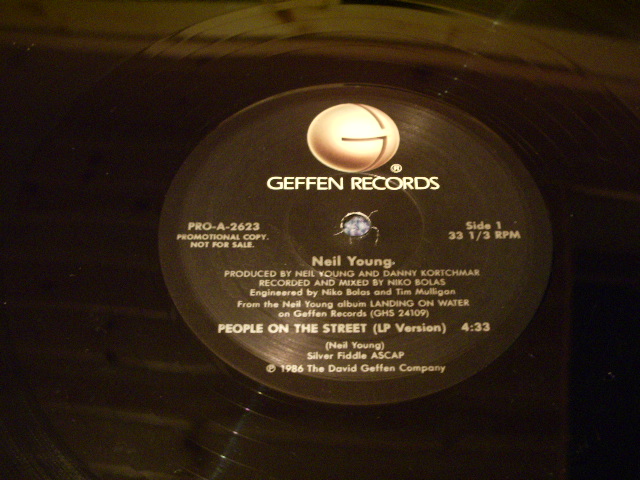 G
®
GEFFEN RECORDS
PRO-A-2623
PROMOTIONAL COPY.
NOT FOR SALE.
Side 1
33 1/3 RPM
Neil Young.
PRODUCED BY NEIL YOUNG AND DANNY KORTCHMAR
RECORDED AND MIXED BY NIKO BOLAS
Engineered by Niko Bolas and Tim Mulligan
From the Neil Young album LANDING ON WATER
on Geffen Records (GHS 24109)
PEOPLE ON THE STREET (LP Version) 4:33
(Neil Young)
Silver Fiddle ASCAP
℗ 1986 The David Geffen Company